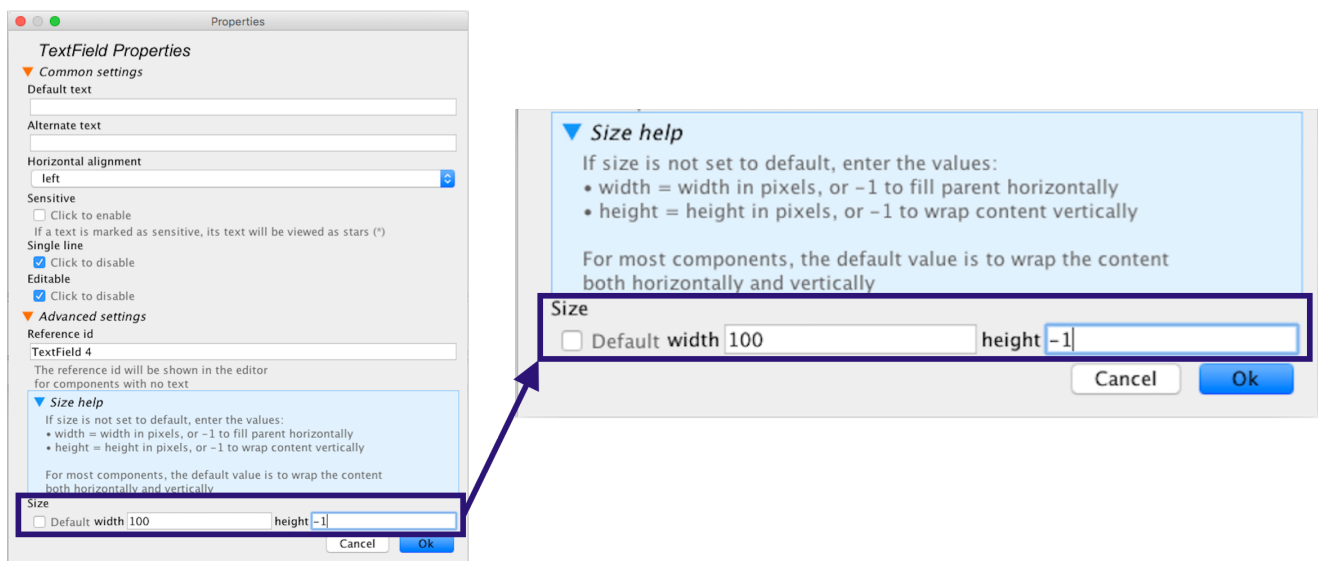 Properties
TextField Properties
Common settings
Default text
Alternate text
Horizontal alignment
left
Sensitive
Click to enable
If a text is marked as sensitive, its text will be viewed as stars (*)
Single line
Click to disable
Editable
Click to disable
Advanced settings
Reference id
TextField 4
The reference id will be shown in the editor
for components with no text
Size help
If size is not set to default, enter the values:
• width = width in pixels, or -1 to fill parent horizontally
• height = height in pixels, or -1 to wrap content vertically
For most components, the default value is to wrap the content
both horizontally and vertically
Size
Default width 100 height -1
Cancel Ok
Size help
If size is not set to default, enter the values:
• width = width in pixels, or -1 to fill parent horizontally
• height = height in pixels, or -1 to wrap content vertically
For most components, the default value is to wrap the content
both horizontally and vertically
Size
Default width 100 height -1
Cancel Ok